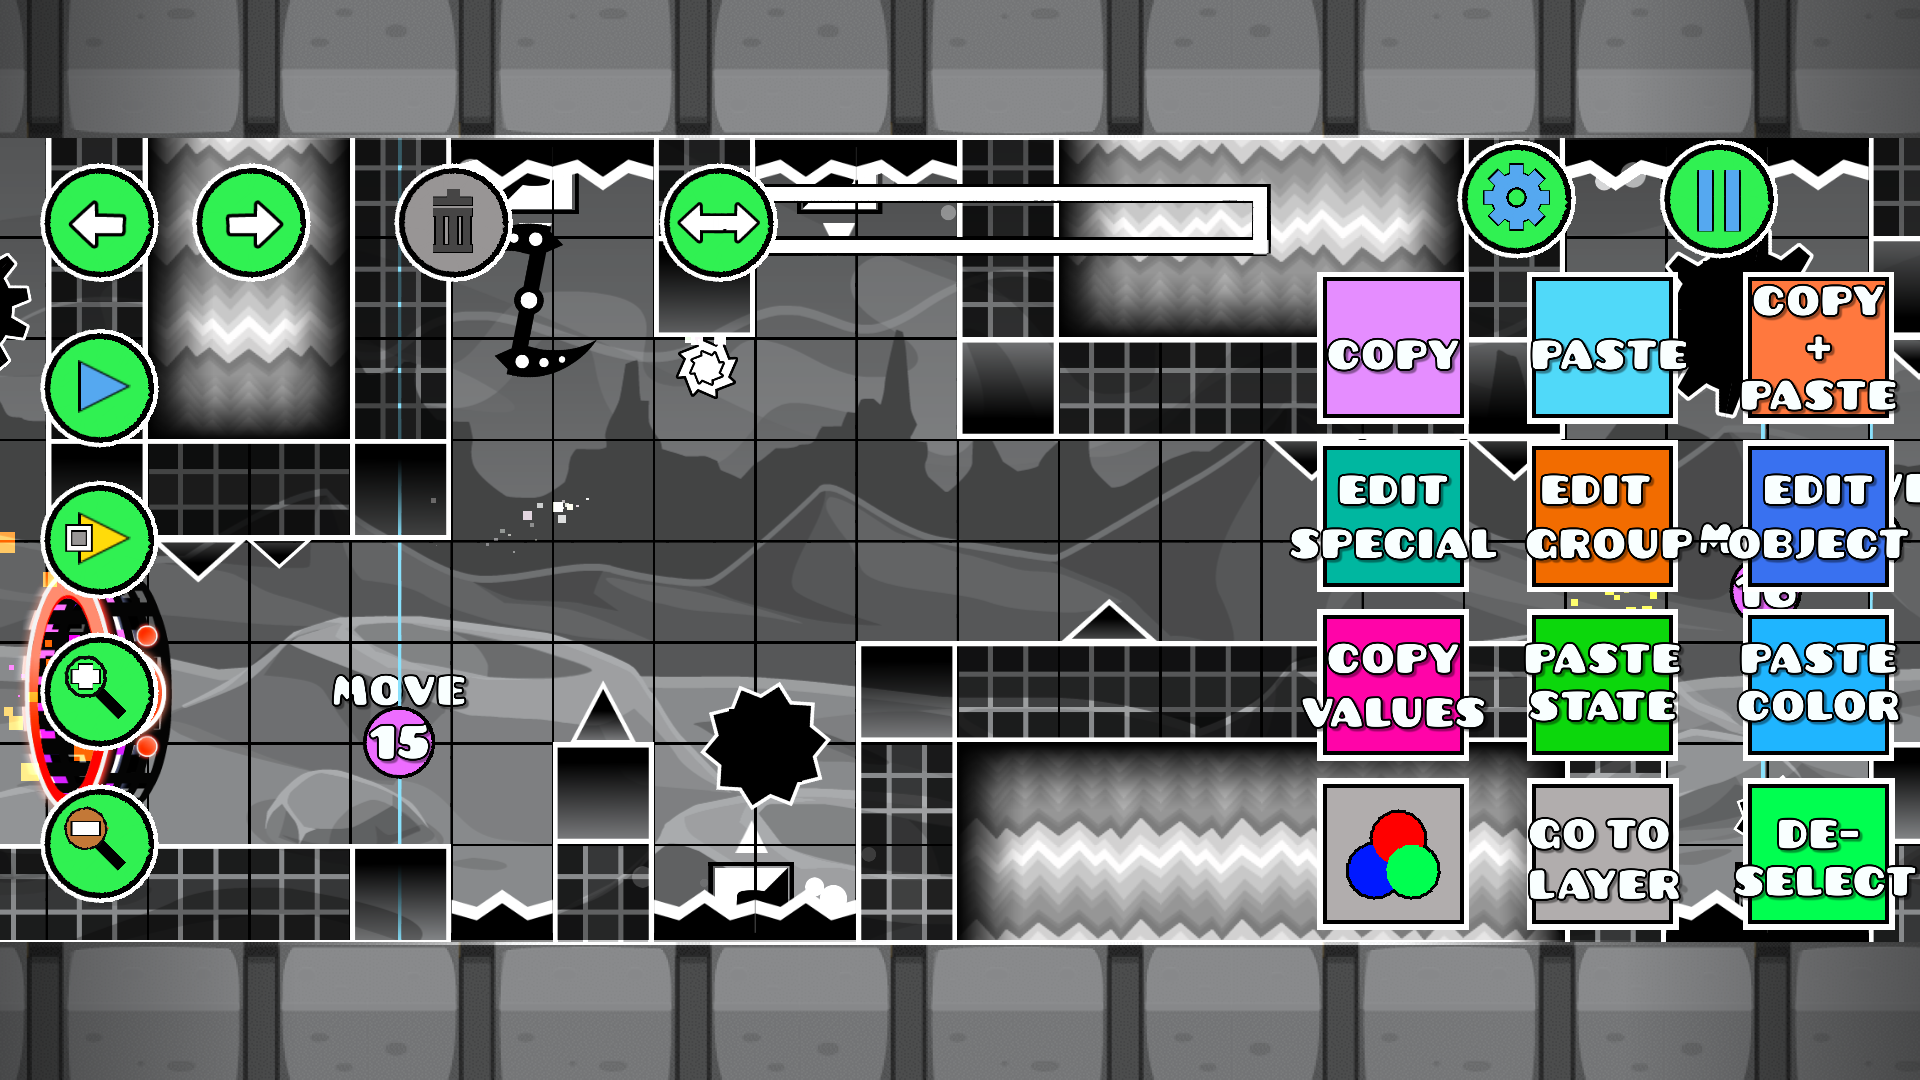 COPY
PASTE
COPY
+
PASTE
EDIT
SPECIAL
EDIT
GROUP
EDIT
OBJECT
COPY
VALUES
PASTE
STATE
PASTE
COLOR
MOVE
15
16
GO TO
LAYER
DE-
SELECT